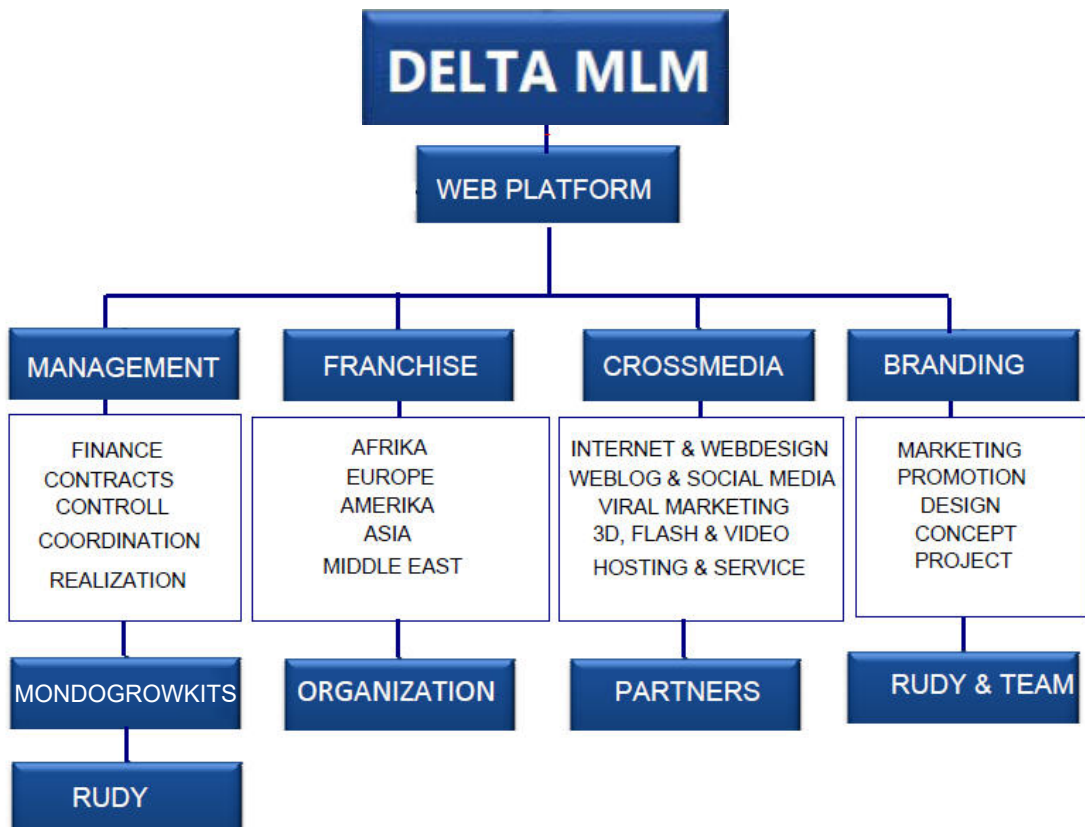 DELTA MLM
WEB PLATFORM
MANAGEMENT
FINANCE
CONTRACTS
CONTROLL
COORDINATION
REALIZATION
MONDOGROWKITS
RUDY
FRANCHISE
AFRIKA
EUROPE
AMERIKA
ASIA
MIDDLE EAST
ORGANIZATION
CROSSMEDIA
INTERNET & WEBDESIGN
WEBLOG & SOCIAL MEDIA
VIRAL MARKETING
3D, FLASH & VIDEO
HOSTING & SERVICE
PARTNERS
BRANDING
MARKETING
PROMOTION
DESIGN
CONCEPT
PROJECT
RUDY & TEAM